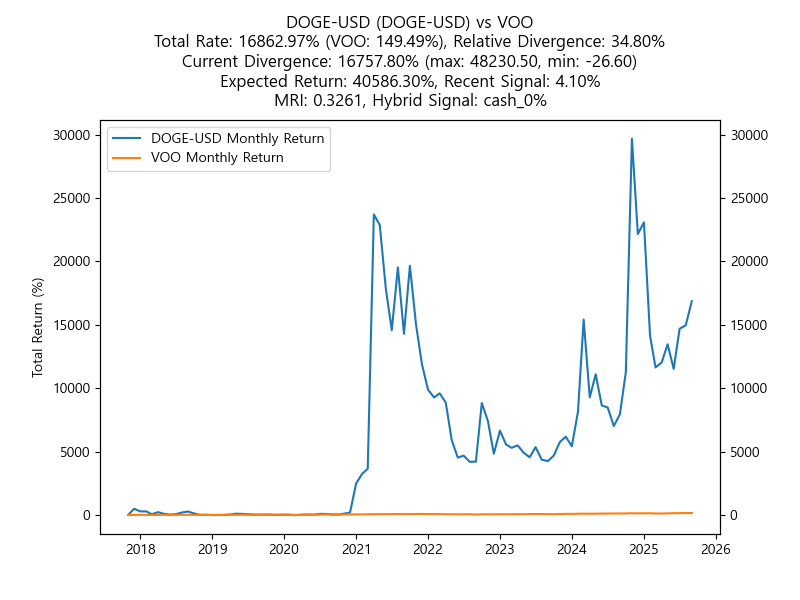 DOGE-USD (DOGE-USD) vs VOO
Total Rate: 16862.97% (VOO: 149.49%), Relative Divergence: 34.80%
Current Divergence: 16757.80% (max: 48230.50, min: -26.60)
Expected Return: 40586.30%, Recent Signal: 4.10%
MRI: 0.3261, Hybrid Signal: cash_0%
DOGE-USD Monthly Return
VOO Monthly Return
Total Return (%)
30000
25000
20000
15000
10000
5000
0
30000
25000
20000
15000
10000
5000
0
2018 2019 2020 2021 2022 2023 2024 2025 2026